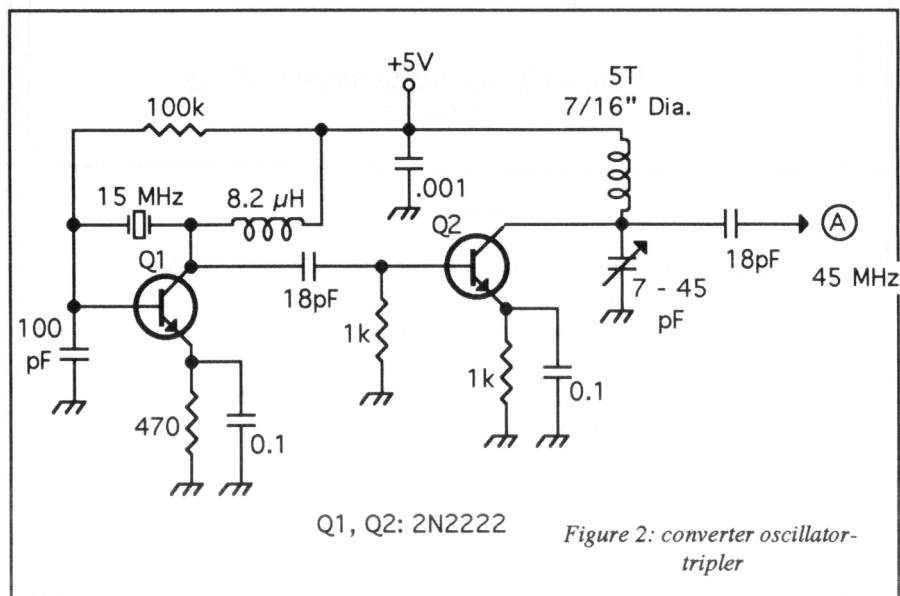 +5V
5T
7/16" Dia.
100k
.001
15 MHz
8.2 µH
Q1
Q2
18pF
A
18pF
45 MHz
7 - 45
pF
100
pF
1k
1k
0.1
470
0.1
Q1, Q2: 2N2222
Figure 2: converter oscillator-
tripler